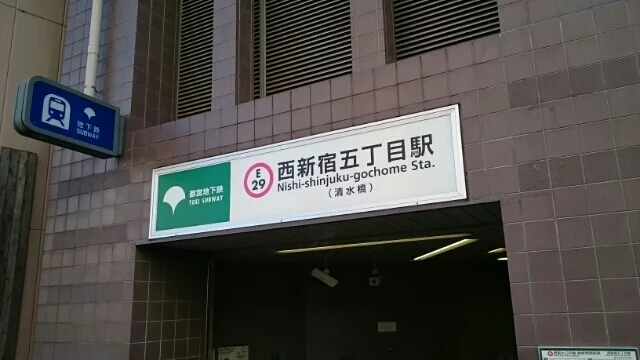 地下鉄
SUBWAY
都営地下鉄
TOEI SUBWAY
E
29
西新宿五丁目駅
Nishi-shinjuku-gochome Sta.
(清水橋)